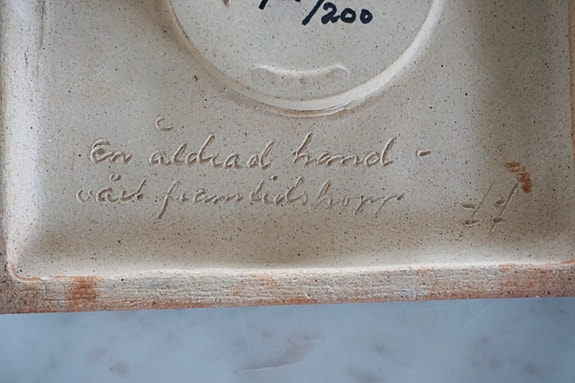 /200
En åldrad hand -
vårt framtidshopp